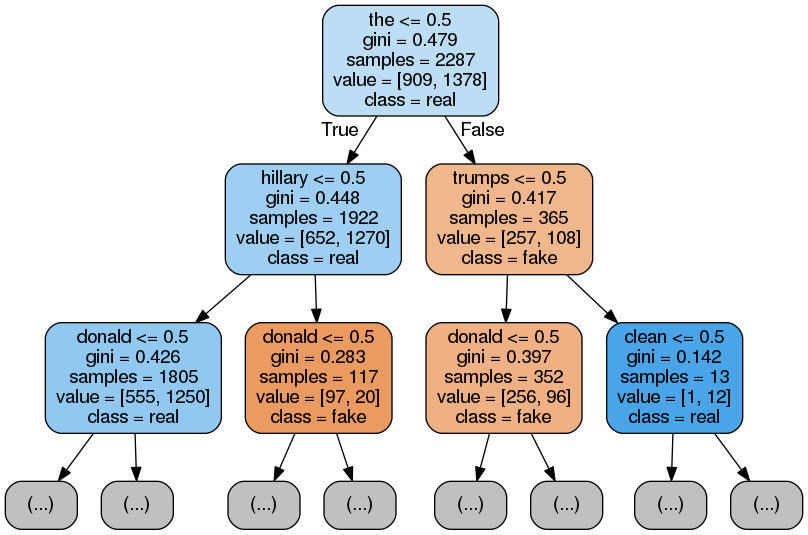 the <= 0.5
gini = 0.479
samples = 2287
value = [909, 1378]
class = real
True
False
hillary <= 0.5
gini = 0.448
samples = 1922
value = [652, 1270]
class = real
trumps <= 0.5
gini = 0.417
samples = 365
value = [257, 108]
class = fake
donald <= 0.5
gini = 0.426
samples = 1805
value = [555, 1250]
class = real
donald <= 0.5
gini = 0.283
samples = 117
value = [97, 20]
class = fake
donald <= 0.5
gini = 0.397
samples = 352
value = [256, 96]
class = fake
clean <= 0.5
gini = 0.142
samples = 13
value = [1, 12]
class = real
(...)
(...)
(...)
(...)
(...)
(...)
(...)
(...)